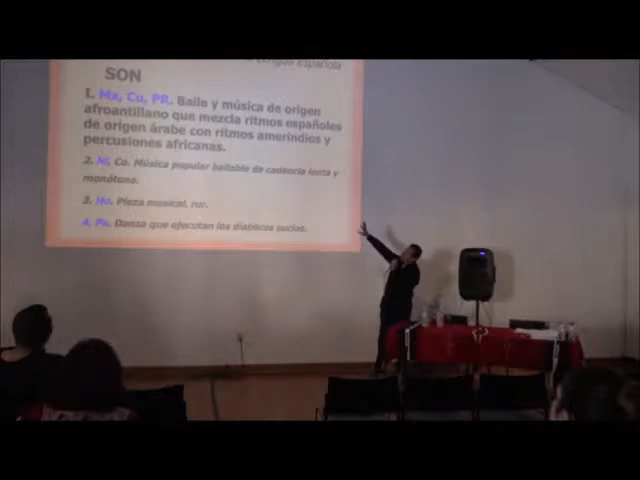 Lengua española
SON
1. Mx, Cu, PR. Baile y música de origen
afroantillano que mezcla ritmos españoles
de origen árabe con ritmos amerindios y
percusiones africanas.
2. Ni, Co. Música popular bailable de cadencia lenta y
monótona.
3. Ho. Pieza musical, rur.
4. Pa. Danza que ejecutan los diablicos sucios.